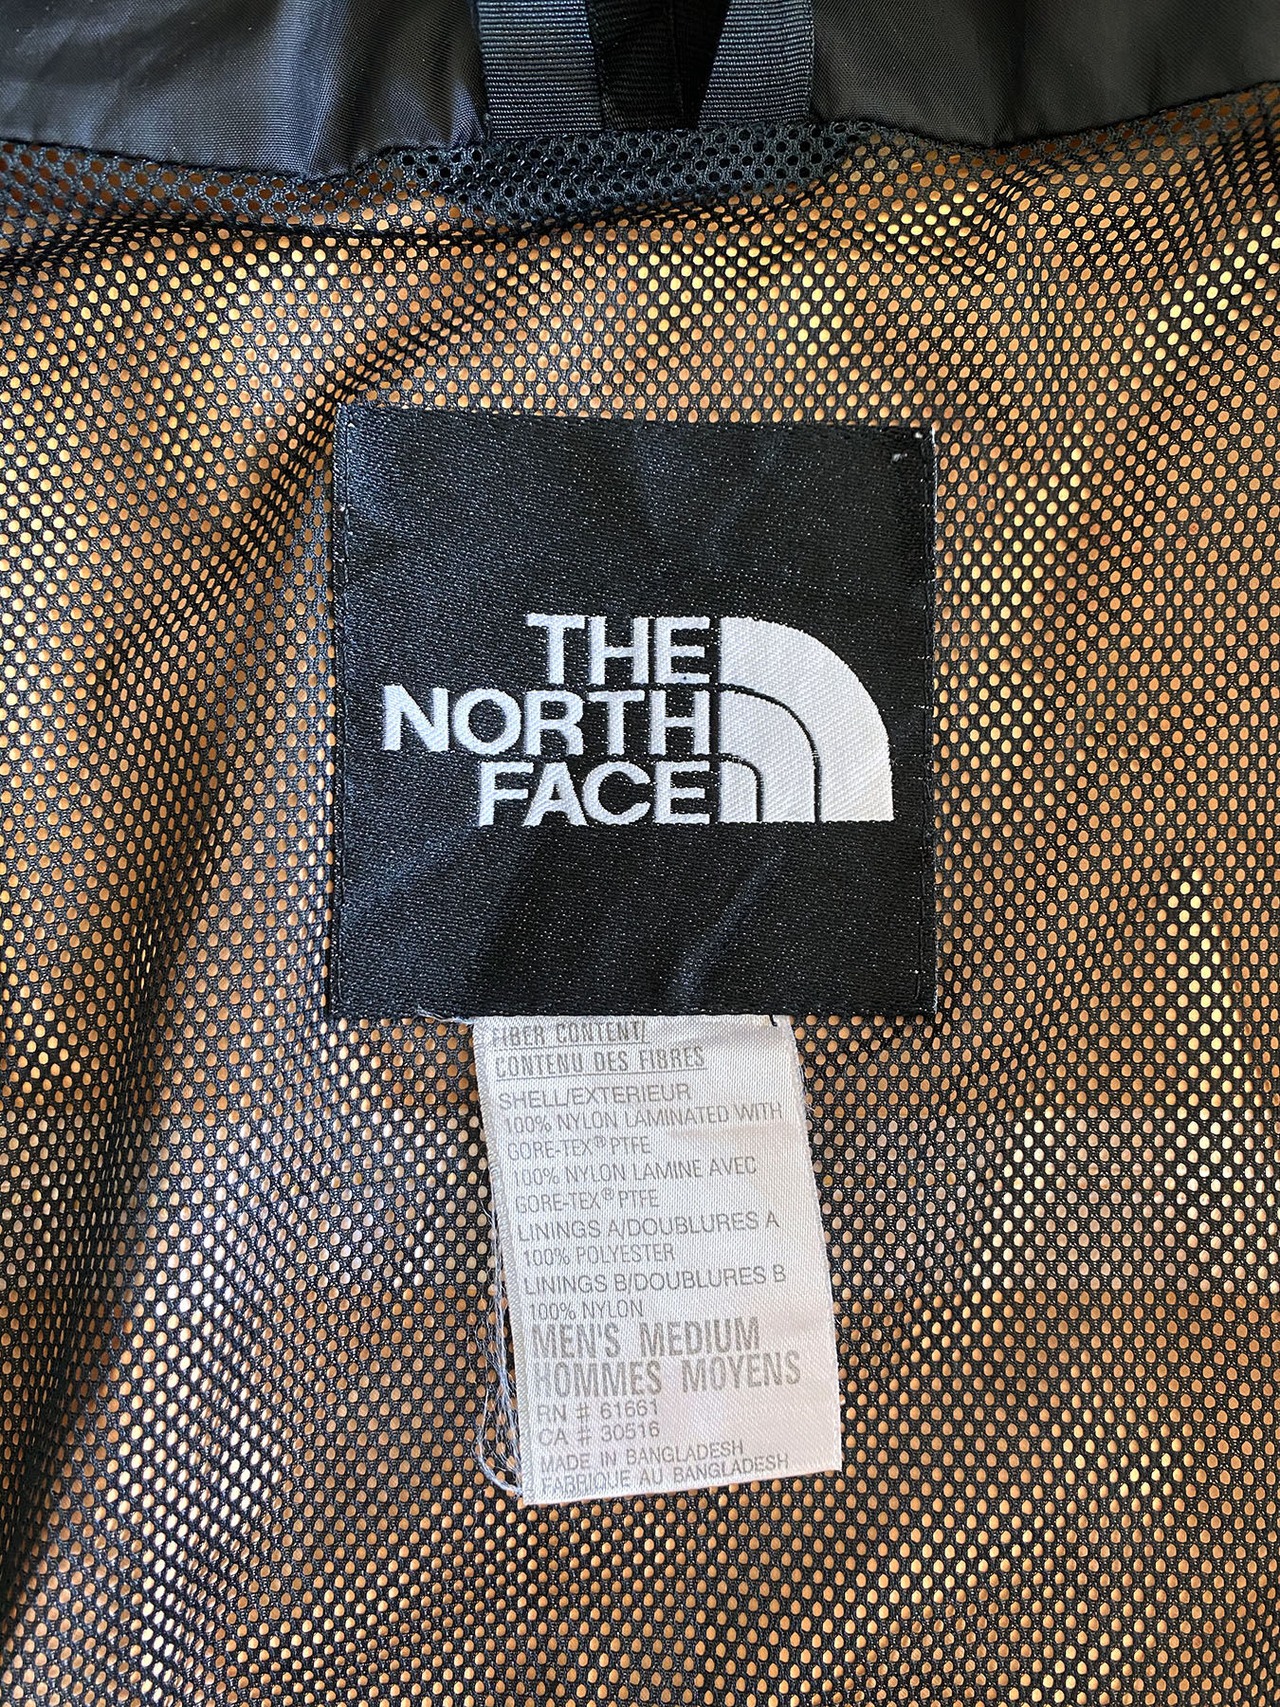 THE
NORTH
FACE
FIBER CONTENT/
CONTENU DES FIBRES
SHELL/EXTERIEUR
100% NYLON LAMINATED WITH
GORE-TEX® PTFE
100% NYLON LAMINE AVEC
GORE-TEX® PTFE
LININGS A/DOUBLURES A
100% POLYESTER
LININGS B/DOUBLURES B
100% NYLON
MEN'S MEDIUM
HOMMES MOYENS
RN # 61661
CA # 30516
MADE IN BANGLADESH
FABRIQUE AU BANGLADESH